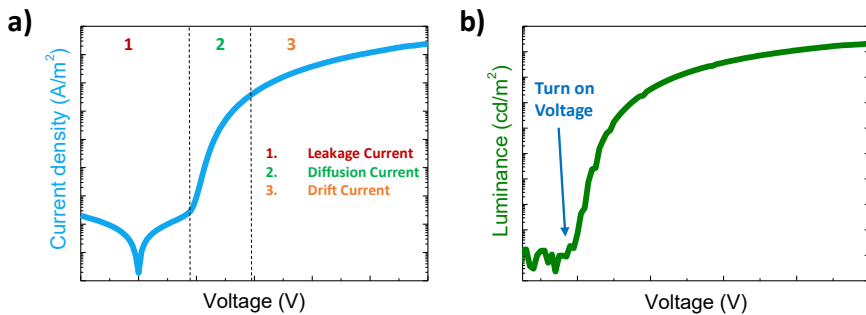 a)
1 2 3
Current density (A/m²)
1. Leakage Current
2. Diffusion Current
3. Drift Current
Voltage (V)
b)
Turn on
Voltage
Luminance (cd/m²)
Voltage (V)